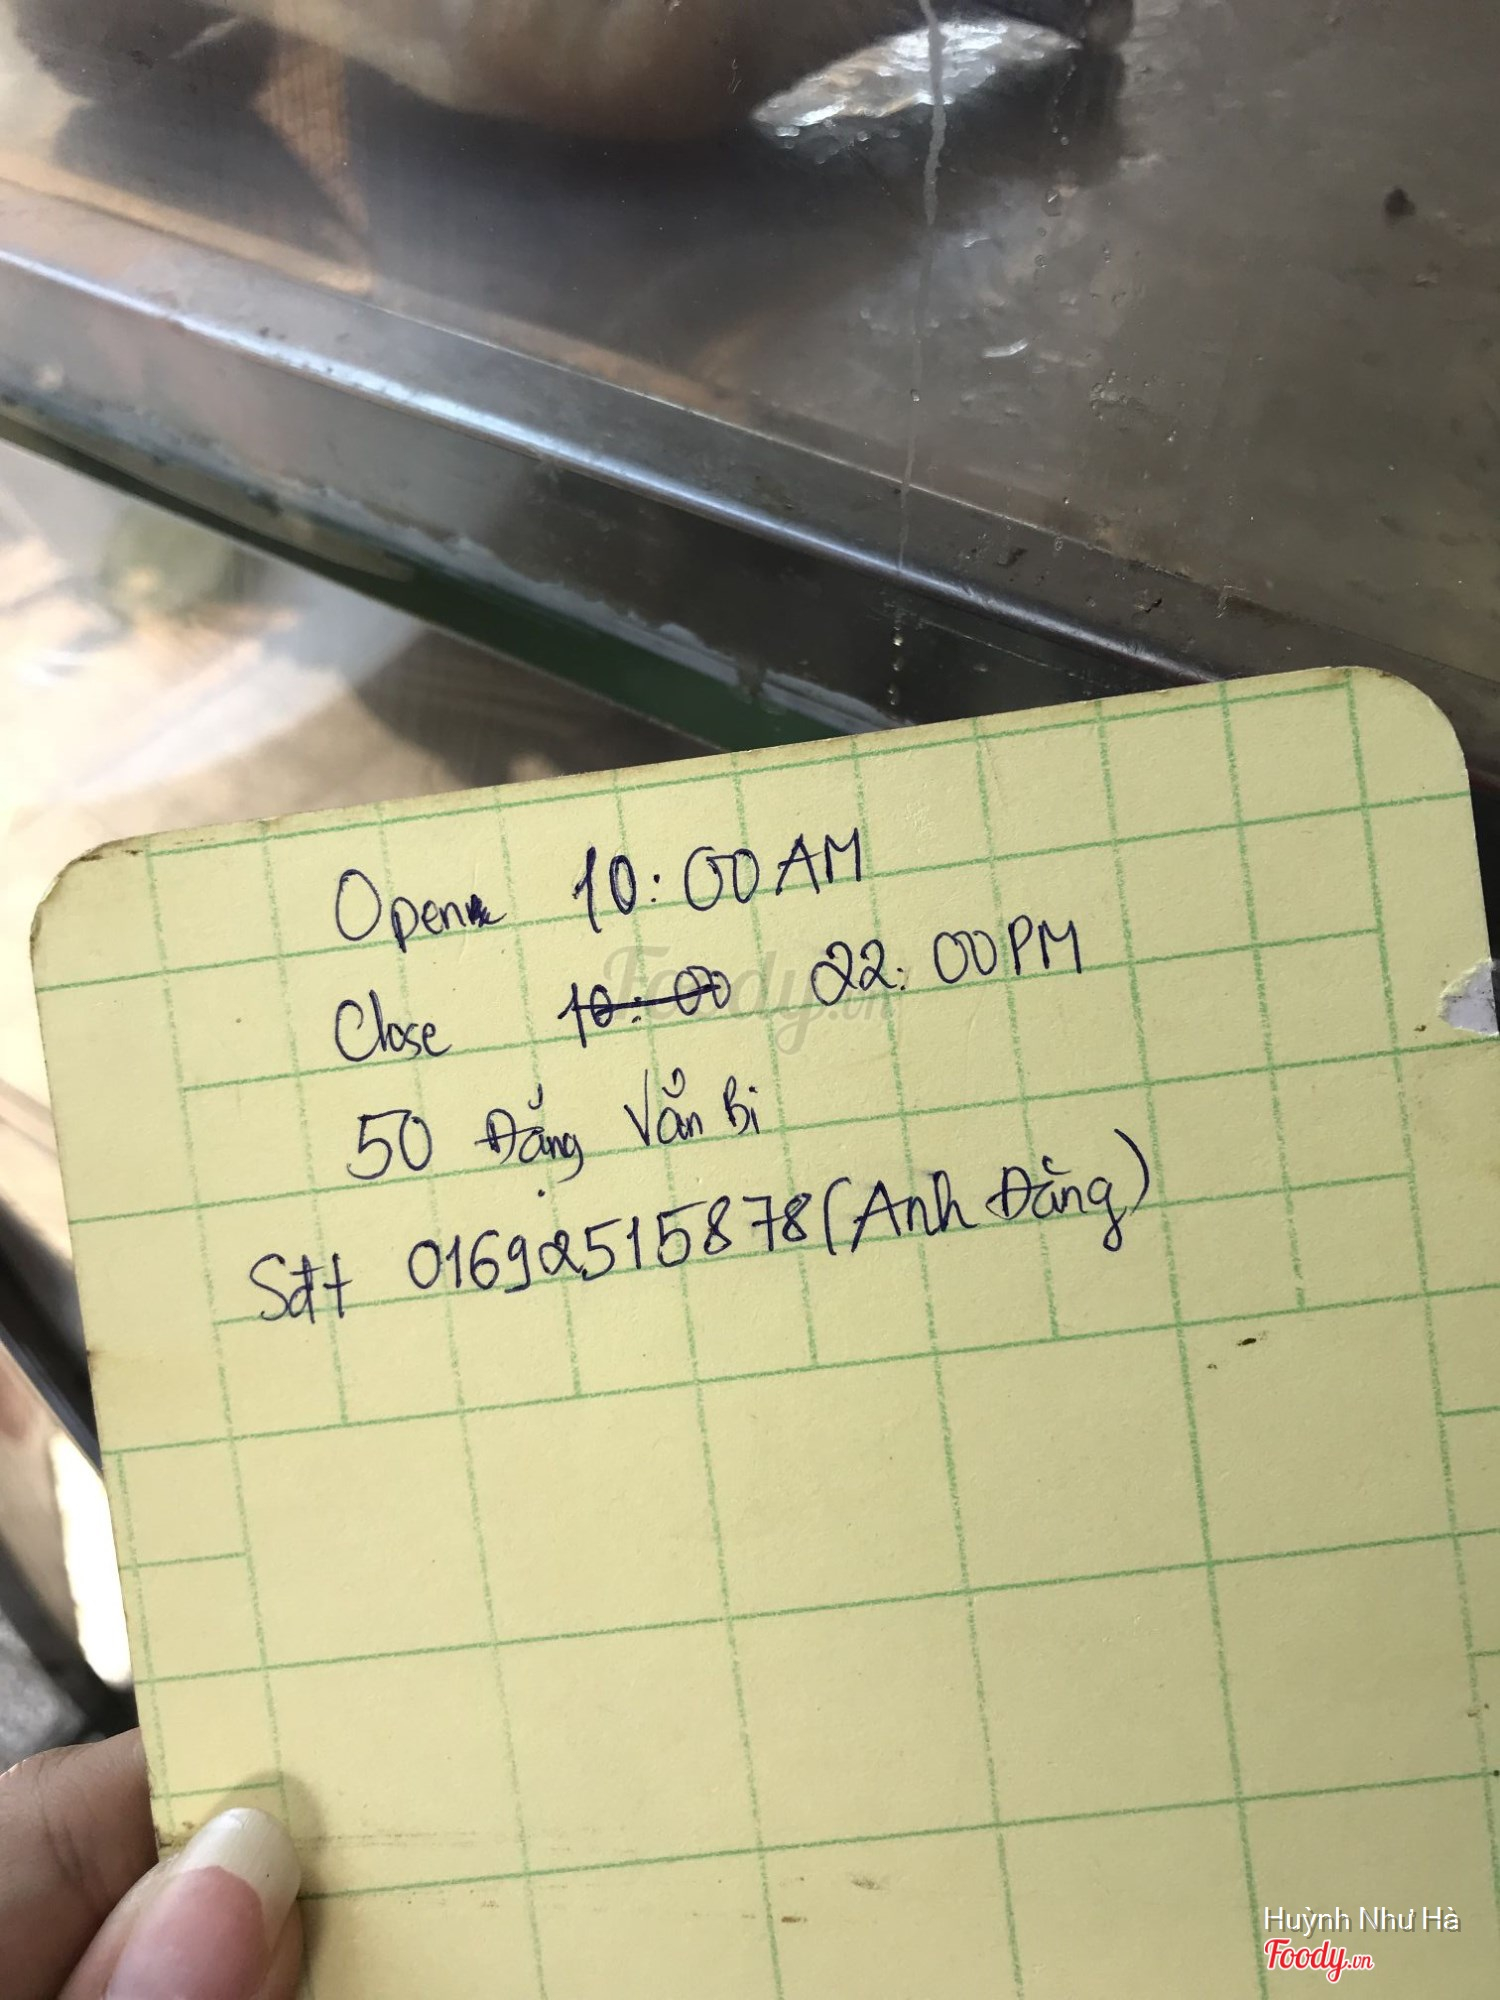 Open 10:00 AM
Close 10:00 22:00 PM
50 Đặng Văn Bi
Sđt 01692515878 (Anh Đăng)
Foody.vn
Huỳnh Như Hà
Foody.vn